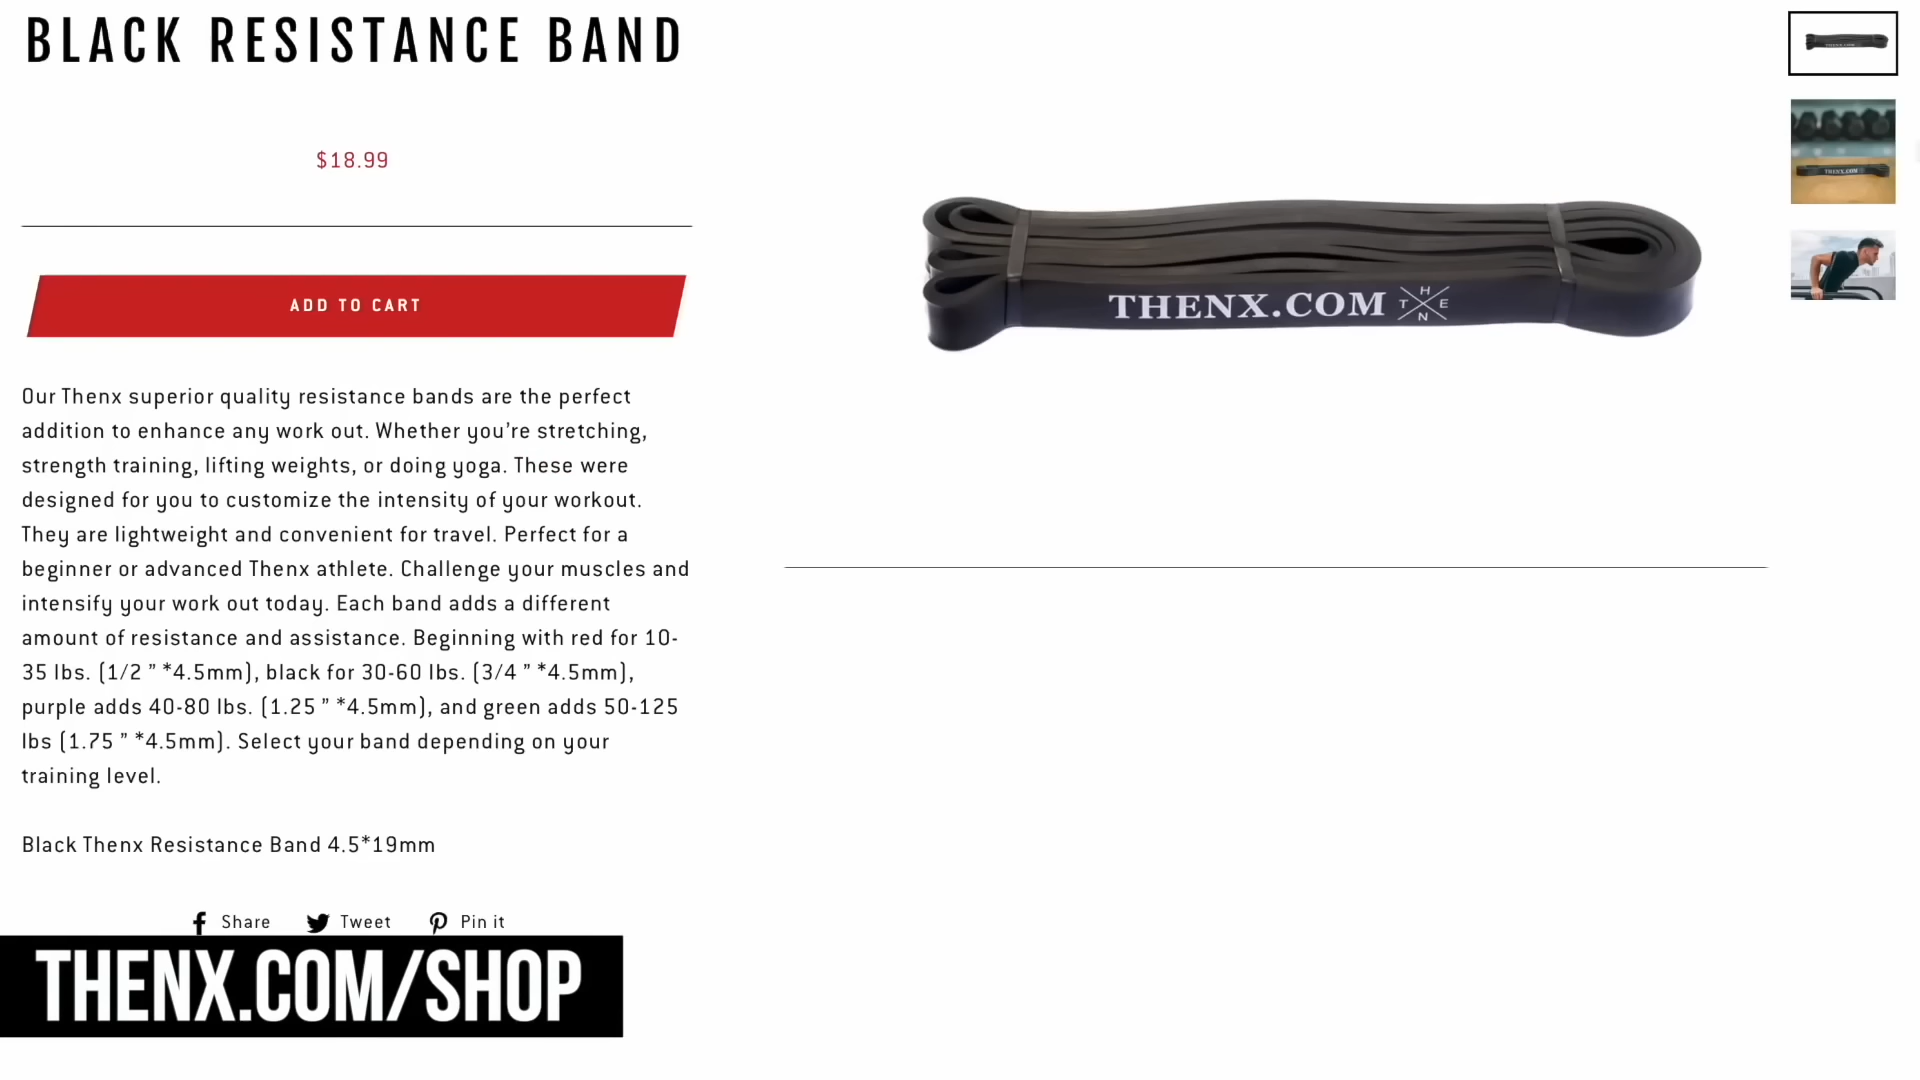 BLACK RESISTANCE BAND
$18.99
ADD TO CART
Our Thenx superior quality resistance bands are the perfect
addition to enhance any work out. Whether you’re stretching,
strength training, lifting weights, or doing yoga. These were
designed for you to customize the intensity of your workout.
They are lightweight and convenient for travel. Perfect for a
beginner or advanced Thenx athlete. Challenge your muscles and
intensify your work out today. Each band adds a different
amount of resistance and assistance. Beginning with red for 10-
35 lbs. (1/2 ” *4.5mm), black for 30-60 lbs. (3/4 ” *4.5mm),
purple adds 40-80 lbs. (1.25 ” *4.5mm), and green adds 50-125
lbs (1.75 ” *4.5mm). Select your band depending on your
training level.
Black Thenx Resistance Band 4.5*19mm
Share Tweet Pin it
THENX.COM/SHOP
THENX.COM
H
T E
N
THENX.COM
THENX.COM